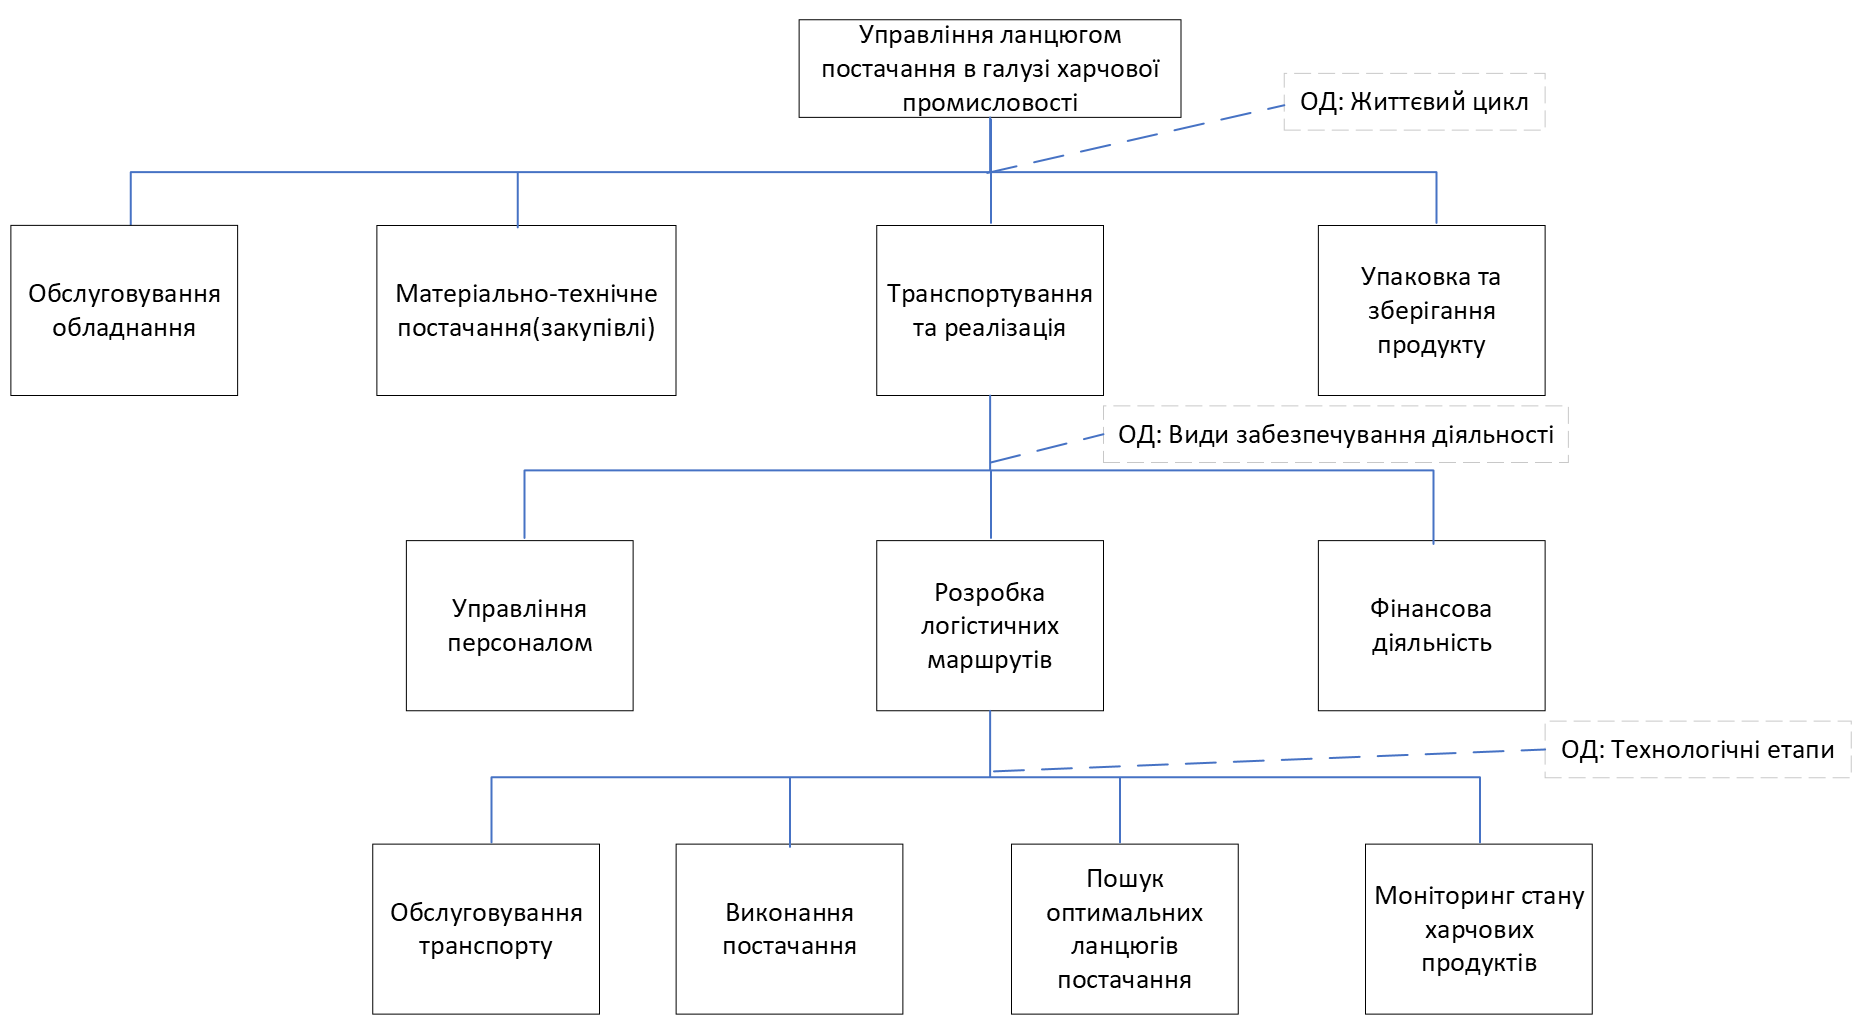 Управління ланцюгом
постачання в галузі харчової
промисловості
ОД: Життєвий цикл
Обслуговування
обладнання
Матеріально-технічне
постачання(закупівлі)
Транспортування
та реалізація
Упаковка та
зберігання
продукту
ОД: Види забезпечування діяльності
Управління
персоналом
Розробка
логістичних
маршрутів
Фінансова
діяльність
ОД: Технологічні етапи
Обслуговування
транспорту
Виконання
постачання
Пошук
оптимальних
ланцюгів
постачання
Моніторинг стану
харчових
продуктів